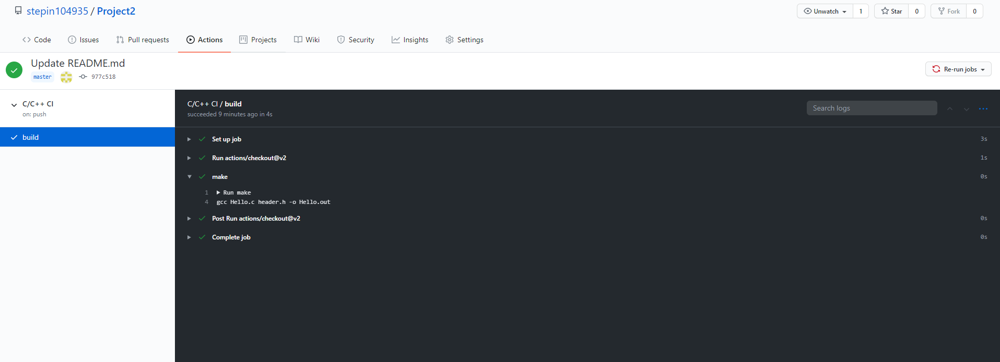 stepin104935 / Project2
Unwatch 1 Star 0 Fork 0
Code Issues Pull requests Actions Projects Wiki Security Insights Settings
Update README.md
master 977c518
Re-run jobs
C/C++ CI
on: push
build
C/C++ CI / build
succeeded 9 minutes ago in 4s
Search logs
Set up job 3s
Run actions/checkout@v2 1s
make 0s
1 Run make
4 gcc Hello.c header.h -o Hello.out
Post Run actions/checkout@v2 0s
Complete job 0s